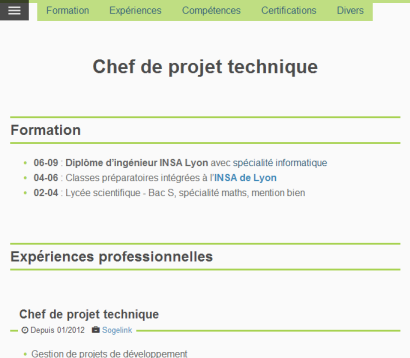 Formation Expériences Compétences Certifications Divers
Chef de projet technique
Formation
06-09 : Diplôme d'ingénieur INSA Lyon avec spécialité informatique
04-06 : Classes préparatoires intégrées à l'INSA de Lyon
02-04 : Lycée scientifique - Bac S, spécialité maths, mention bien
Expériences professionnelles
Chef de projet technique
Depuis 01/2012 Sogelink
Gestion de projets de développement